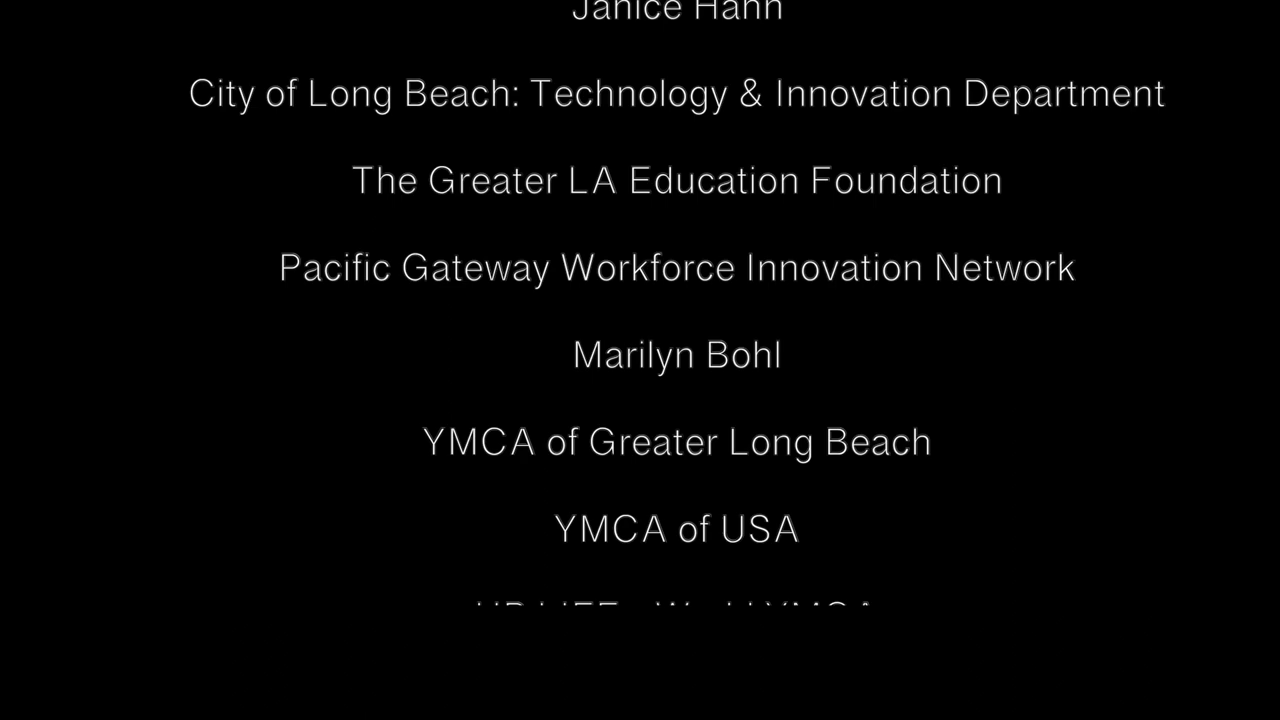 Janice Hahn
City of Long Beach: Technology & Innovation Department
The Greater LA Education Foundation
Pacific Gateway Workforce Innovation Network
Marilyn Bohl
YMCA of Greater Long Beach
YMCA of USA